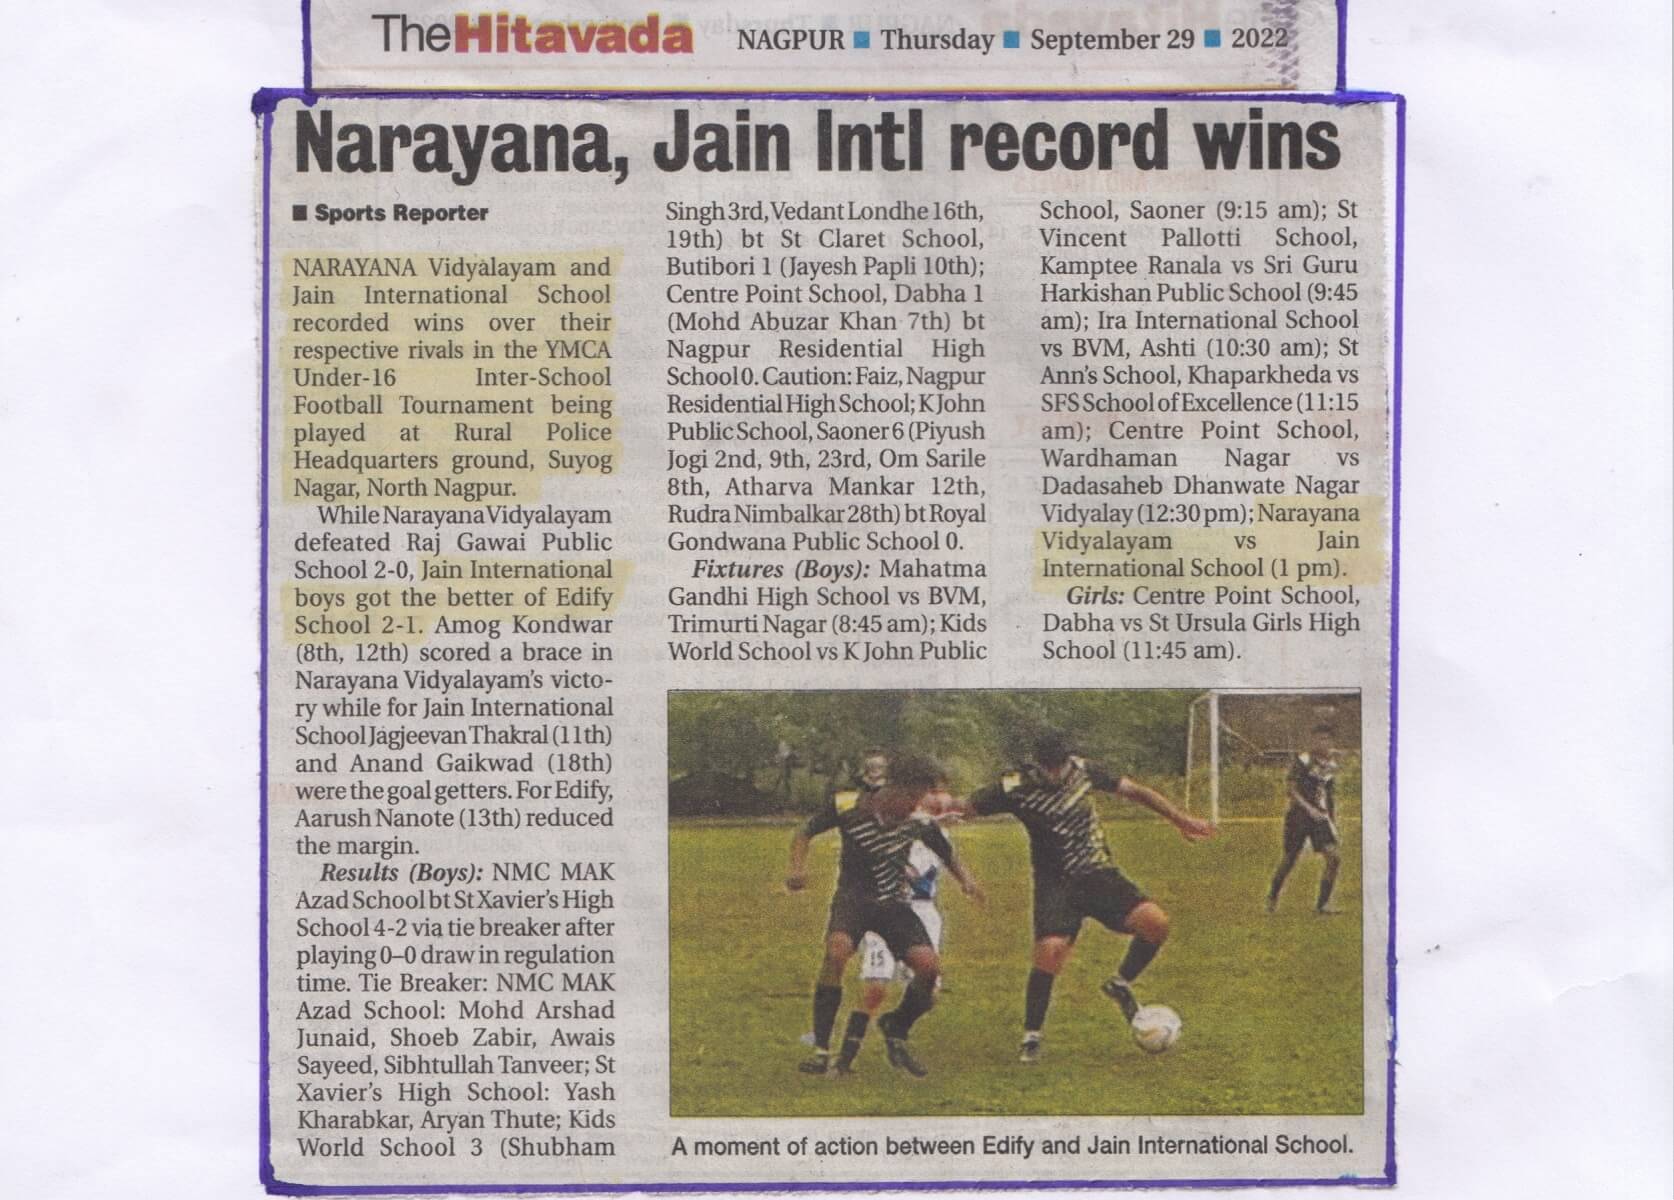 TheHitavada NAGPUR ■ Thursday ■ September 29 ■ 2022
Narayana, Jain Intl record wins
■ Sports Reporter
NARAYANA Vidyalayam and
Jain International School
recorded wins over their
respective rivals in the YMCA
Under-16 Inter-School
Football Tournament being
played at Rural Police
Headquarters ground, Suyog
Nagar, North Nagpur.
While Narayana Vidyalayam
defeated Raj Gawai Public
School 2-0, Jain International
boys got the better of Edify
School 2-1. Amog Kondwar
(8th, 12th) scored a brace in
Narayana Vidyalayam's victo-
ry while for Jain International
School Jagjeevan Thakral (11th)
and Anand Gaikwad (18th)
were the goal getters. For Edify,
Aarush Nanote (13th) reduced
the margin.
Results (Boys): NMC MAK
Azad School bt St Xavier's High
School 4-2 via tie breaker after
playing 0–0 draw in regulation
time. Tie Breaker: NMC MAK
Azad School: Mohd Arshad
Junaid, Shoeb Zabir, Awais
Sayeed, Sibhtullah Tanveer; St
Xavier's High School: Yash
Kharabkar, Aryan Thute; Kids
World School 3 (Shubham
Singh 3rd, Vedant Londhe 16th,
19th) bt St Claret School,
Butibori 1 (Jayesh Papli 10th);
Centre Point School, Dabha 1
(Mohd Abuzar Khan 7th) bt
Nagpur Residential High
School 0. Caution: Faiz, Nagpur
Residential High School; K John
Public School, Saoner 6 (Piyush
Jogi 2nd, 9th, 23rd, Om Sarile
8th, Atharva Mankar 12th,
Rudra Nimbalkar 28th) bt Royal
Gondwana Public School 0.
Fixtures (Boys): Mahatma
Gandhi High School vs BVM,
Trimurti Nagar (8:45 am); Kids
World School vs K John Public
School, Saoner (9:15 am); St
Vincent Pallotti School,
Kamptee Ranala vs Sri Guru
Harkishan Public School (9:45
am); Ira International School
vs BVM, Ashti (10:30 am); St
Ann's School, Khaparkheda vs
SFS School of Excellence (11:15
am); Centre Point School,
Wardhaman Nagar vs
Dadasaheb Dhanwate Nagar
Vidyalay (12:30 pm); Narayana
Vidyalayam vs Jain
International School (1 pm).
Girls: Centre Point School,
Dabha vs St Ursula Girls High
School (11:45 am).
15
A moment of action between Edify and Jain International School.